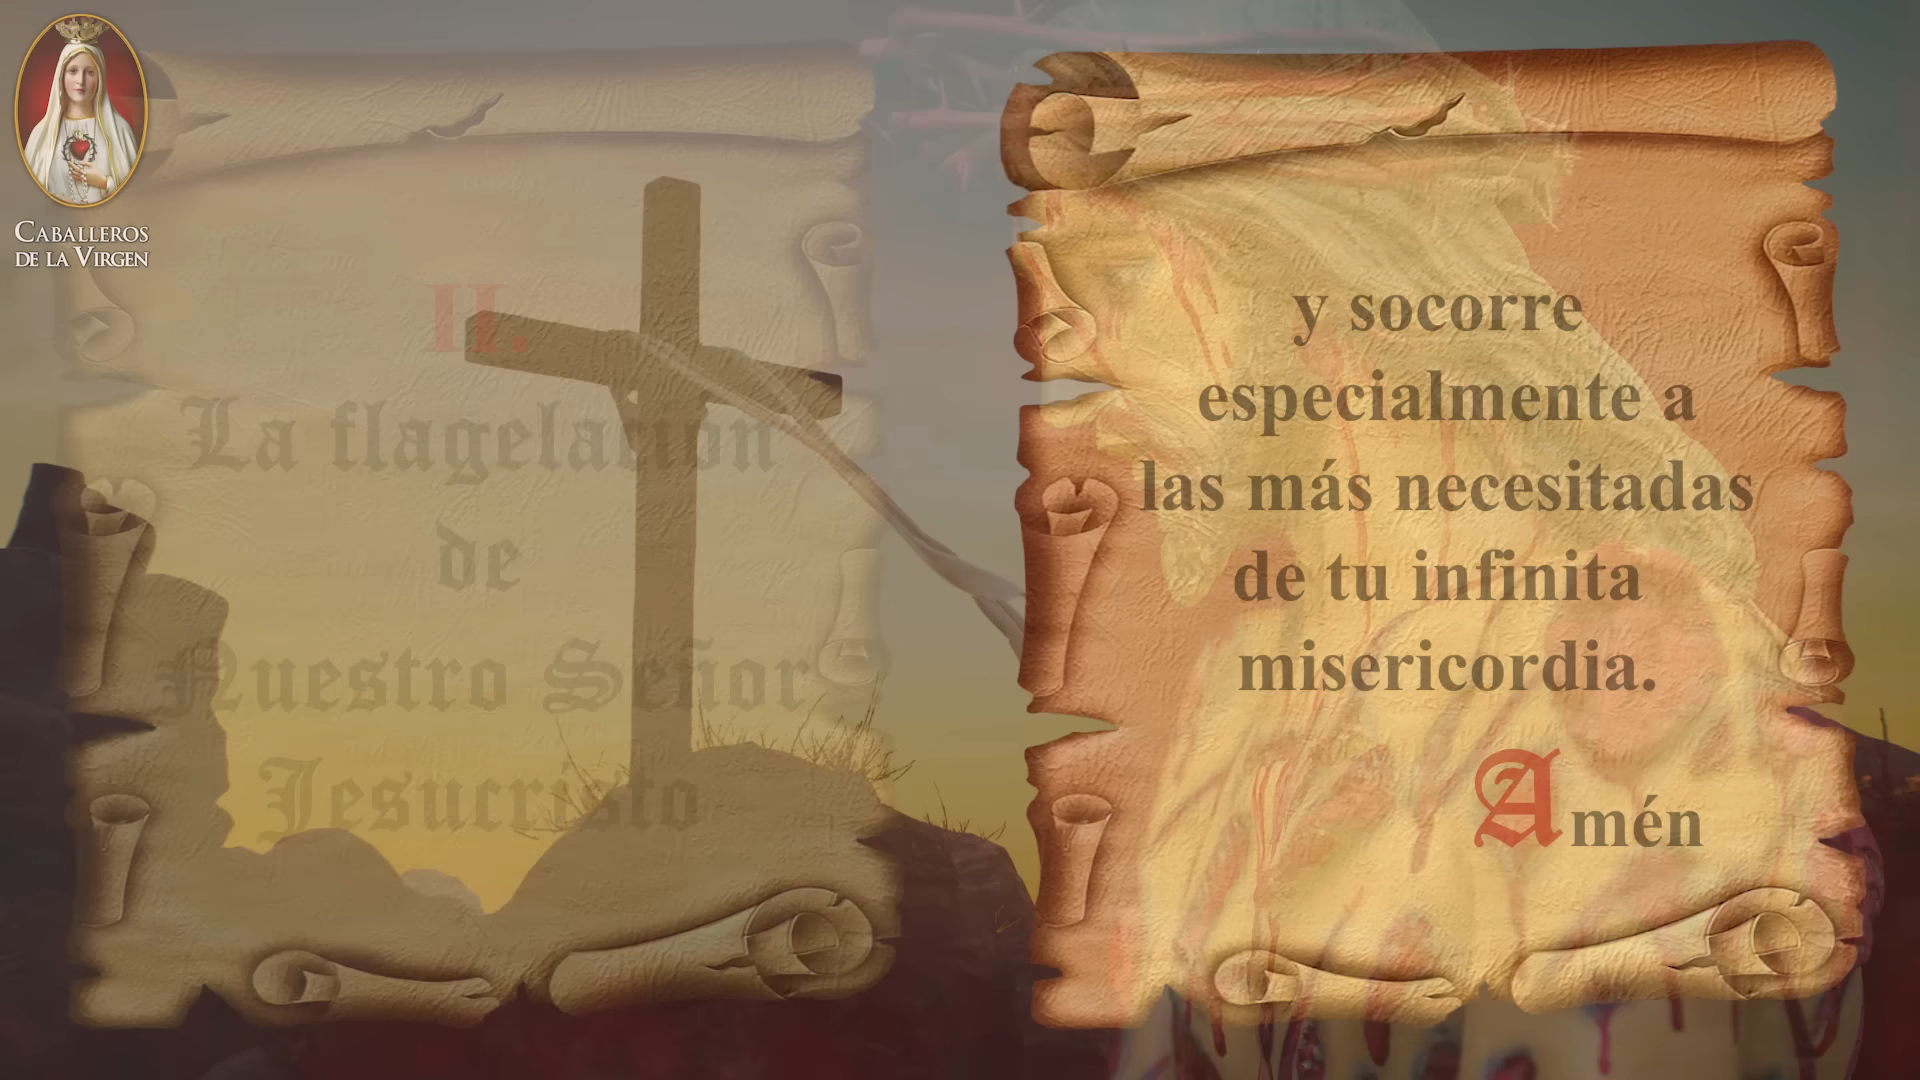 CABALLEROS
DE LA VIRGEN
II.
La flagelación
de
Nuestro Señor
Jesucristo
y socorre
especialmente a
las más necesitadas
de tu infinita
misericordia.
Amén